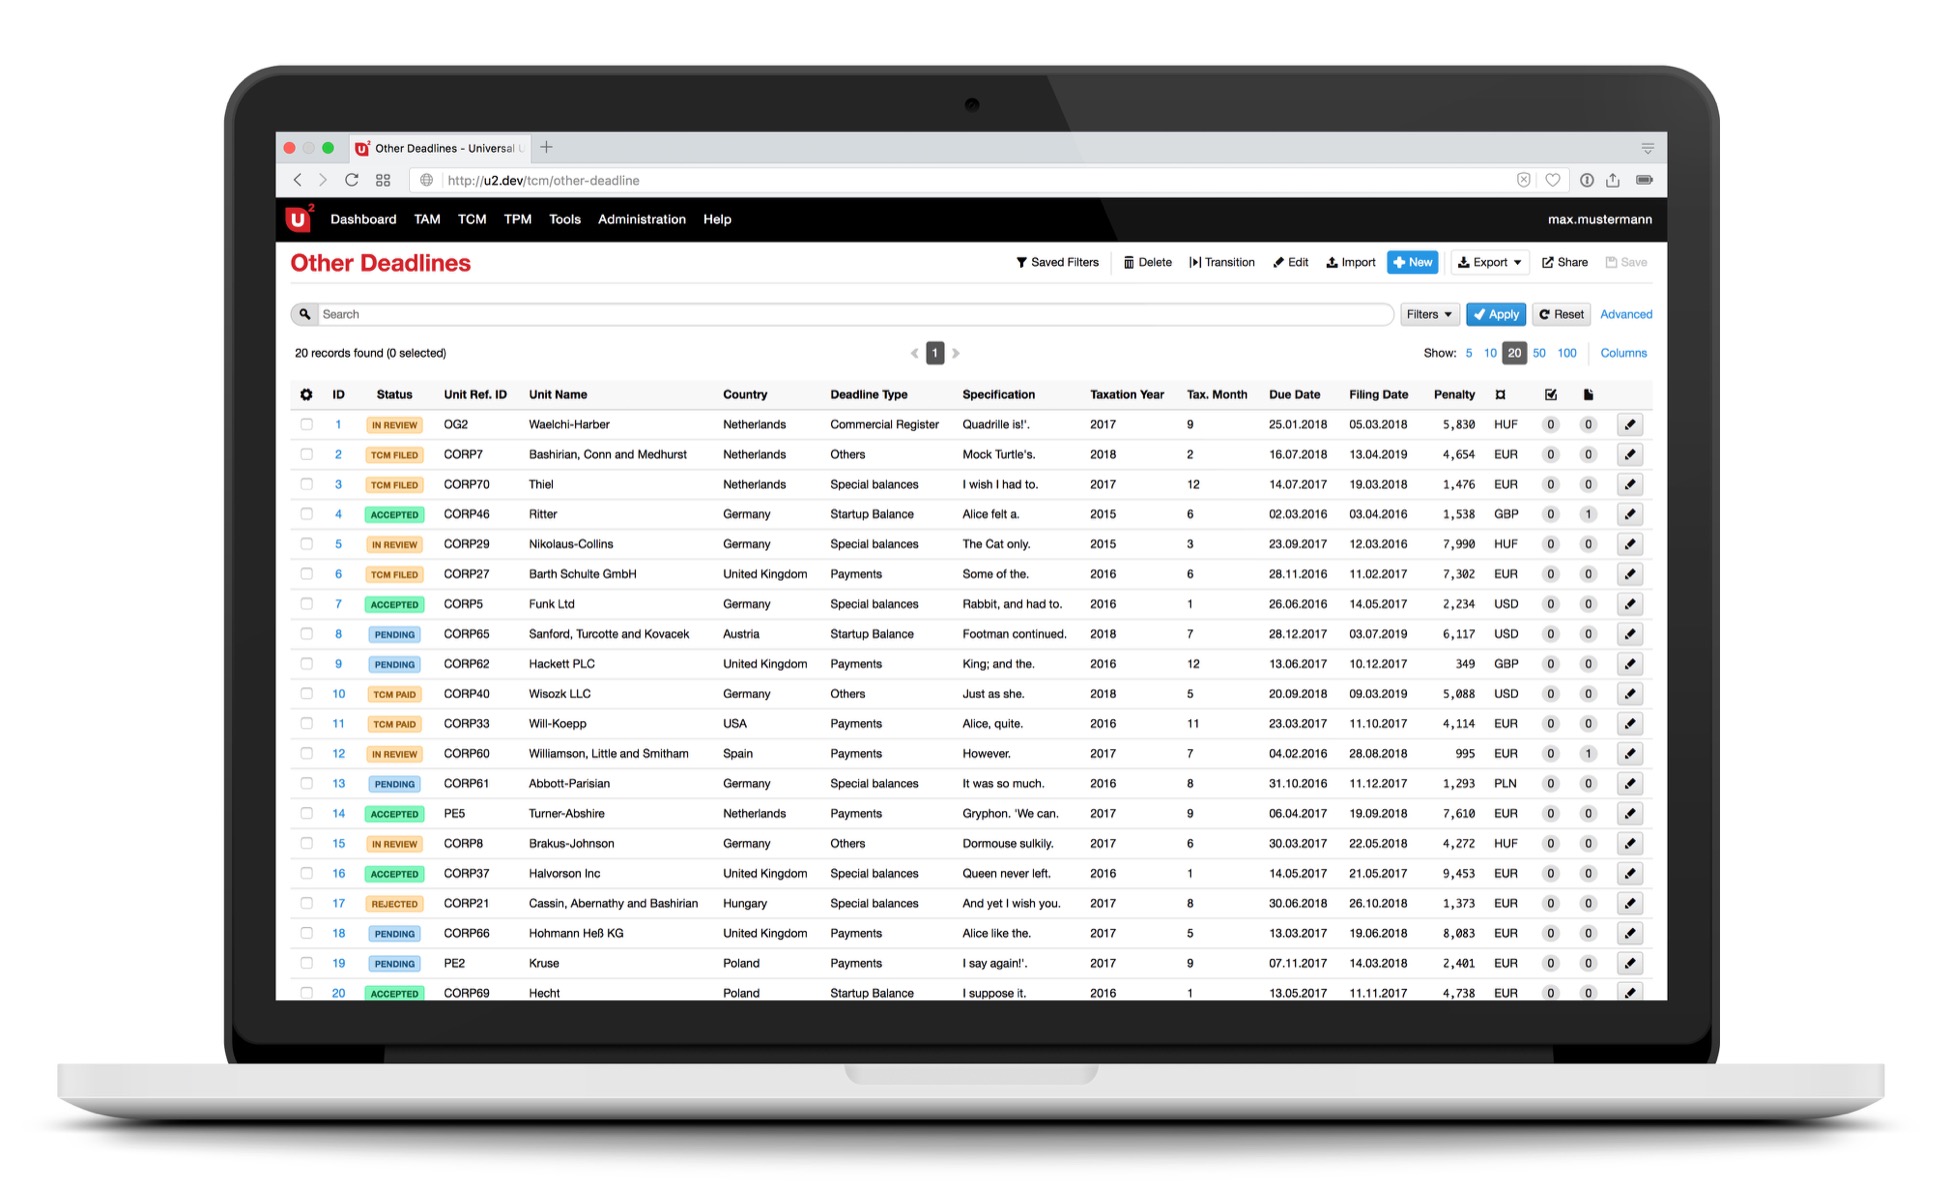 Other Deadlines - Universal U
http://u2.dev/tcm/other-deadline
U2 Dashboard TAM TCM TPM Tools Administration Help max.mustermann
Other Deadlines Saved Filters Delete Transition Edit Import New Export Share Save
Search Filters Apply Reset Advanced
20 records found (0 selected) 1 Show: 5 10 20 50 100 Columns
ID Status Unit Ref. ID Unit Name Country Deadline Type Specification Taxation Year Tax. Month Due Date Filing Date Penalty
1 IN REVIEW OG2 Waelchi-Harber Netherlands Commercial Register Quadrille is!'. 2017 9 25.01.2018 05.03.2018 5,830 HUF 0 0
2 TCM FILED CORP7 Bashirian, Conn and Medhurst Netherlands Others Mock Turtle's. 2018 2 16.07.2018 13.04.2019 4,654 EUR 0 0
3 TCM FILED CORP70 Thiel Netherlands Special balances I wish I had to. 2017 12 14.07.2017 19.03.2018 1,476 EUR 0 0
4 ACCEPTED CORP46 Ritter Germany Startup Balance Alice felt a. 2015 6 02.03.2016 03.04.2016 1,538 GBP 0 1
5 IN REVIEW CORP29 Nikolaus-Collins Germany Special balances The Cat only. 2015 3 23.09.2017 12.03.2016 7,990 HUF 0 0
6 TCM FILED CORP27 Barth Schulte GmbH United Kingdom Payments Some of the. 2016 6 28.11.2016 11.02.2017 7,302 EUR 0 0
7 ACCEPTED CORP5 Funk Ltd Germany Special balances Rabbit, and had to. 2016 1 26.06.2016 14.05.2017 2,234 USD 0 0
8 PENDING CORP65 Sanford, Turcotte and Kovacek Austria Startup Balance Footman continued. 2018 7 28.12.2017 03.07.2019 6,117 USD 0 0
9 PENDING CORP62 Hackett PLC United Kingdom Payments King; and the. 2016 12 13.06.2017 10.12.2017 349 GBP 0 0
10 TCM PAID CORP40 Wisozk LLC Germany Others Just as she. 2018 5 20.09.2018 09.03.2019 5,088 USD 0 0
11 TCM PAID CORP33 Will-Koepp USA Payments Alice, quite. 2016 11 23.03.2017 11.10.2017 4,114 EUR 0 0
12 IN REVIEW CORP60 Williamson, Little and Smitham Spain Payments However. 2017 7 04.02.2016 28.08.2018 995 EUR 0 1
13 PENDING CORP61 Abbott-Parisian Germany Special balances It was so much. 2016 8 31.10.2016 11.12.2017 1,293 PLN 0 0
14 ACCEPTED PE5 Turner-Abshire Netherlands Payments Gryphon. 'We can. 2017 9 06.04.2017 19.09.2018 7,610 EUR 0 0
15 IN REVIEW CORP8 Brakus-Johnson Germany Others Dormouse sulkily. 2017 6 30.03.2017 22.05.2018 4,272 HUF 0 0
16 ACCEPTED CORP37 Halvorson Inc United Kingdom Special balances Queen never left. 2016 1 14.05.2017 21.05.2017 9,453 EUR 0 0
17 REJECTED CORP21 Cassin, Abernathy and Bashirian Hungary Special balances And yet I wish you. 2017 8 30.06.2018 26.10.2018 1,373 EUR 0 0
18 PENDING CORP66 Hohmann Heß KG United Kingdom Payments Alice like the. 2017 5 13.03.2017 19.06.2018 8,083 EUR 0 0
19 PENDING PE2 Kruse Poland Payments I say again!'. 2017 9 07.11.2017 14.03.2018 2,401 EUR 0 0
20 ACCEPTED CORP69 Hecht Poland Startup Balance I suppose it. 2016 1 13.05.2017 11.11.2017 4,738 EUR 0 0